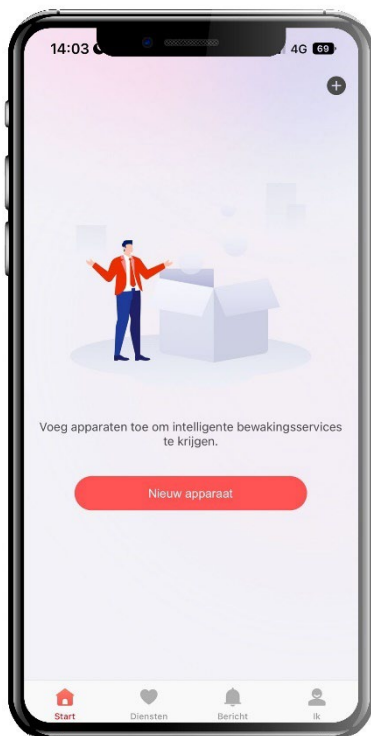 14:03
4G 69
Voeg apparaten toe om intelligente bewakingsservices
te krijgen.
Nieuw apparaat
Start
Diensten
Bericht
Ik